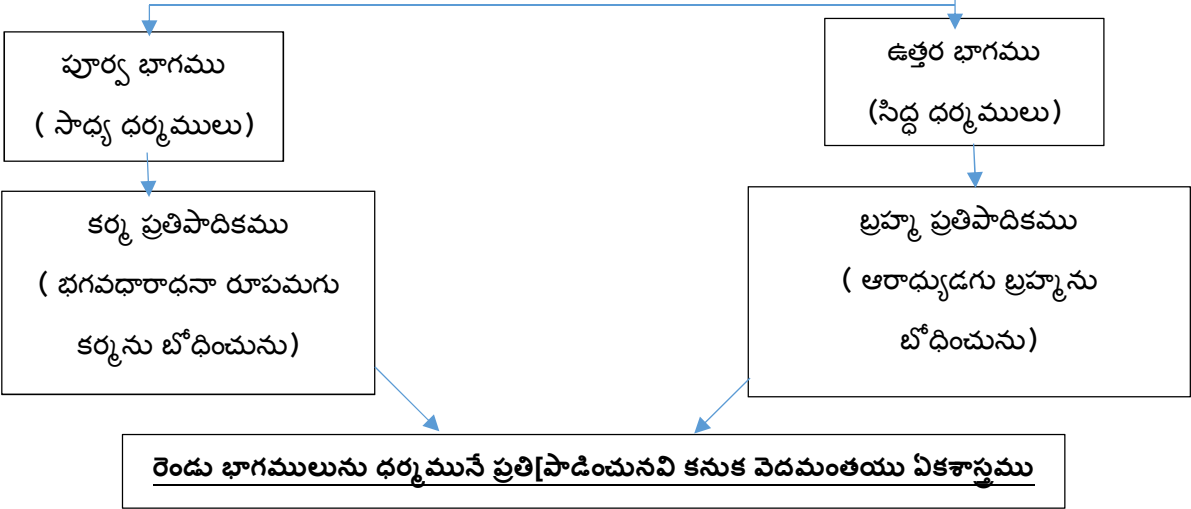 పూర్వ భాగము
( సాధ్య ధర్మములు)
ఉత్తర భాగము
(సిద్ధ ధర్మములు)
కర్మ ప్రతిపాదికము
( భగవధారాధనా రూపమగు
కర్మను బోధించును)
బ్రహ్మ ప్రతిపాదికము
( ఆరాధ్యుడగు బ్రహ్మను
బోధించును)
రెండు భాగములును ధర్మమునే ప్రతి[పాడించునవి కనుక వెదమంతయు ఏకశాస్త్రము